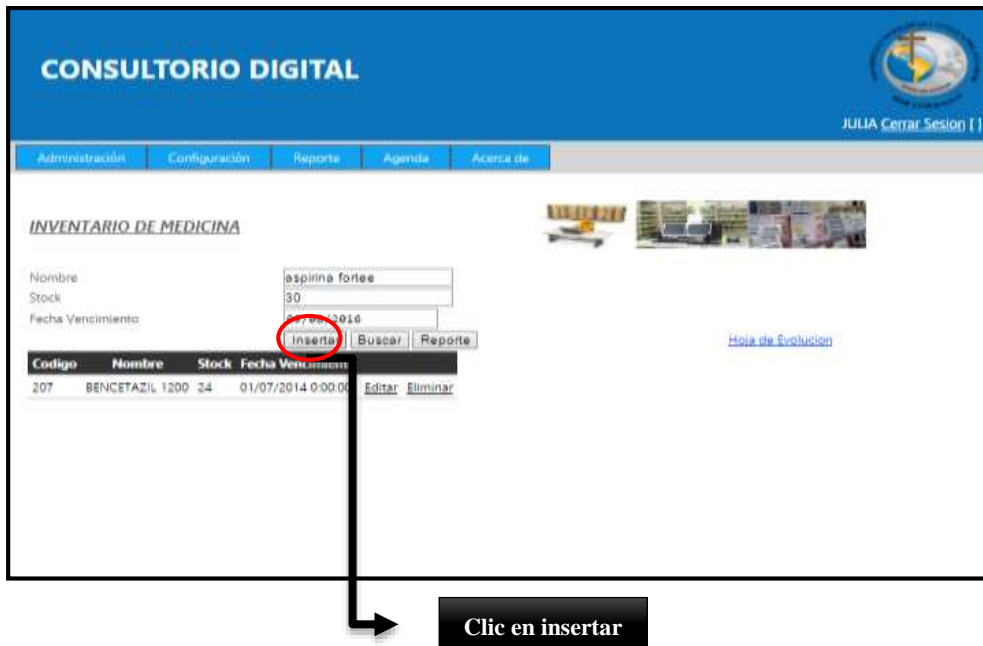 CONSULTORIO DIGITAL
JULIA Cerrar Sesion [ ]
Administración Configuración Reporte Agenda Acerca de
INVENTARIO DE MEDICINA
Nombre aspirina fortee
Stock 30
Fecha Vencimiento
Insertar Buscar Reporte
Hoja de Evolucion
Codigo Nombre Stock Fecha Vencimiento
207 BENCETAZIL 1200 24 01/07/2014 0:00:00 Editar Eliminar
Clic en insertar